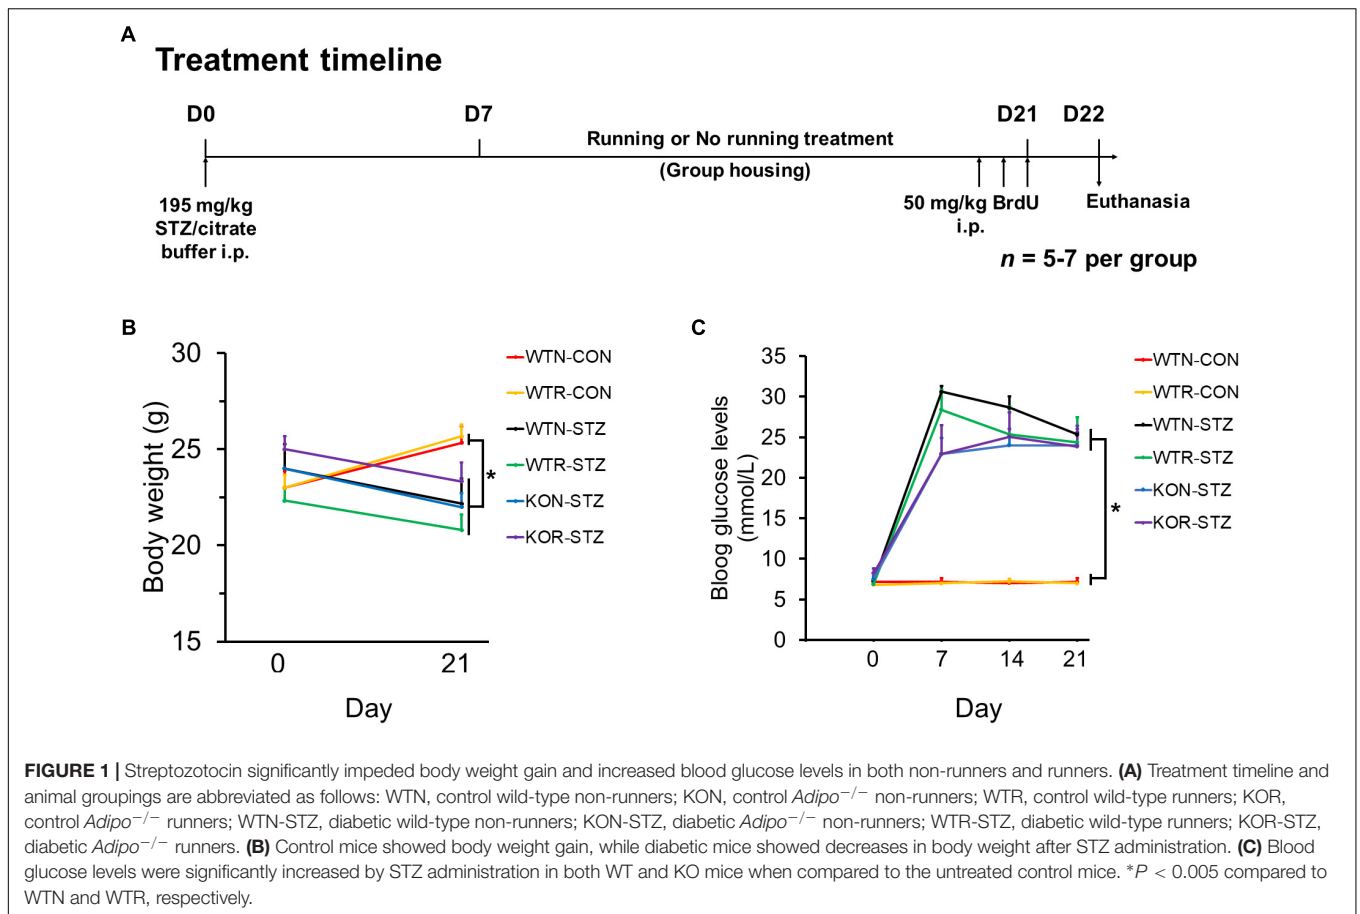 A
Treatment timeline
D0
D7
D21
D22
Running or No running treatment
(Group housing)
195 mg/kg
STZ/citrate
buffer i.p.
50 mg/kg BrdU
i.p.
Euthanasia
n = 5-7 per group
B
30
25
20
15
Body weight (g)
0
21
Day
*
WTN-CON
WTR-CON
WTN-STZ
WTR-STZ
KON-STZ
KOR-STZ
C
35
30
25
20
15
10
5
0
Bloog glucose levels
(mmol/L)
0
7
14
21
Day
*
WTN-CON
WTR-CON
WTN-STZ
WTR-STZ
KON-STZ
KOR-STZ
FIGURE 1 | Streptozotocin significantly impeded body weight gain and increased blood glucose levels in both non-runners and runners. (A) Treatment timeline and
animal groupings are abbreviated as follows: WTN, control wild-type non-runners; KON, control Adipo−/− non-runners; WTR, control wild-type runners; KOR,
control Adipo−/− runners; WTN-STZ, diabetic wild-type non-runners; KON-STZ, diabetic Adipo−/− non-runners; WTR-STZ, diabetic wild-type runners; KOR-STZ,
diabetic Adipo−/− runners. (B) Control mice showed body weight gain, while diabetic mice showed decreases in body weight after STZ administration. (C) Blood
glucose levels were significantly increased by STZ administration in both WT and KO mice when compared to the untreated control mice. *P < 0.005 compared to
WTN and WTR, respectively.